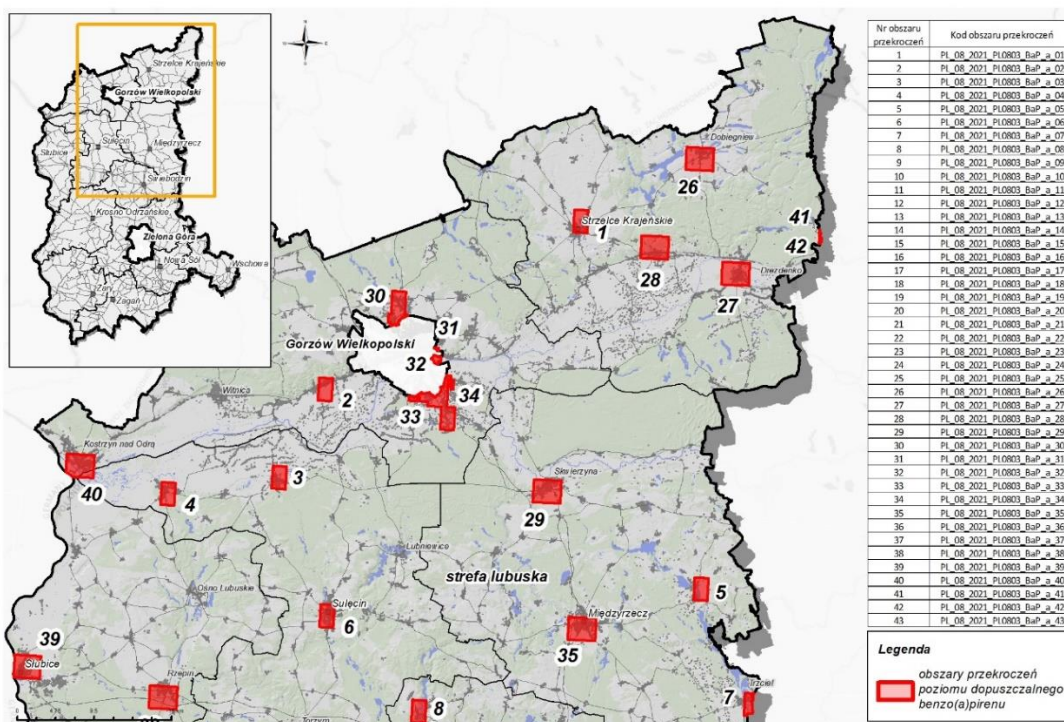 Strzelce Krajeńskie
Gorzów Wielkopolski
Słubice
Sulęcin
Międzyrzecz
Świebodzin
Krosno Odrzańskie
Zielona Góra
Nowa Sól
Wschowa
Żary
Żagań
Dobiegniew
26
Strzelce Krajeńskie
1
28
41
42
Drezdenko
27
30
31
Gorzów Wielkopolski
32
Witnica
2
33
34
Kostrzyn nad Odrą
40
4
3
Skwierzyna
29
Lubniewice
strefa lubuska
Ośno Lubuskie
Sulęcin
6
Międzyrzecz
35
5
39
Słubice
Rzepin
Torzym
8
7
Trzciel
Nr obszaru przekroczeń
Kod obszaru przekroczeń
1 PL_08_2021_PL0803_BaP_a_01
2 PL_08_2021_PL0803_BaP_a_02
3 PL_08_2021_PL0803_BaP_a_03
4 PL_08_2021_PL0803_BaP_a_04
5 PL_08_2021_PL0803_BaP_a_05
6 PL_08_2021_PL0803_BaP_a_06
7 PL_08_2021_PL0803_BaP_a_07
8 PL_08_2021_PL0803_BaP_a_08
9 PL_08_2021_PL0803_BaP_a_09
10 PL_08_2021_PL0803_BaP_a_10
11 PL_08_2021_PL0803_BaP_a_11
12 PL_08_2021_PL0803_BaP_a_12
13 PL_08_2021_PL0803_BaP_a_13
14 PL_08_2021_PL0803_BaP_a_14
15 PL_08_2021_PL0803_BaP_a_15
16 PL_08_2021_PL0803_BaP_a_16
17 PL_08_2021_PL0803_BaP_a_17
18 PL_08_2021_PL0803_BaP_a_18
19 PL_08_2021_PL0803_BaP_a_19
20 PL_08_2021_PL0803_BaP_a_20
21 PL_08_2021_PL0803_BaP_a_21
22 PL_08_2021_PL0803_BaP_a_22
23 PL_08_2021_PL0803_BaP_a_23
24 PL_08_2021_PL0803_BaP_a_24
25 PL_08_2021_PL0803_BaP_a_25
26 PL_08_2021_PL0803_BaP_a_26
27 PL_08_2021_PL0803_BaP_a_27
28 PL_08_2021_PL0803_BaP_a_28
29 PL_08_2021_PL0803_BaP_a_29
30 PL_08_2021_PL0803_BaP_a_30
31 PL_08_2021_PL0803_BaP_a_31
32 PL_08_2021_PL0803_BaP_a_32
33 PL_08_2021_PL0803_BaP_a_33
34 PL_08_2021_PL0803_BaP_a_34
35 PL_08_2021_PL0803_BaP_a_35
36 PL_08_2021_PL0803_BaP_a_36
37 PL_08_2021_PL0803_BaP_a_37
38 PL_08_2021_PL0803_BaP_a_38
39 PL_08_2021_PL0803_BaP_a_39
40 PL_08_2021_PL0803_BaP_a_40
41 PL_08_2021_PL0803_BaP_a_41
42 PL_08_2021_PL0803_BaP_a_42
43 PL_08_2021_PL0803_BaP_a_43
Legenda
obszary przekroczeń
poziomu dopuszczalnego
benzo(a)pirenu